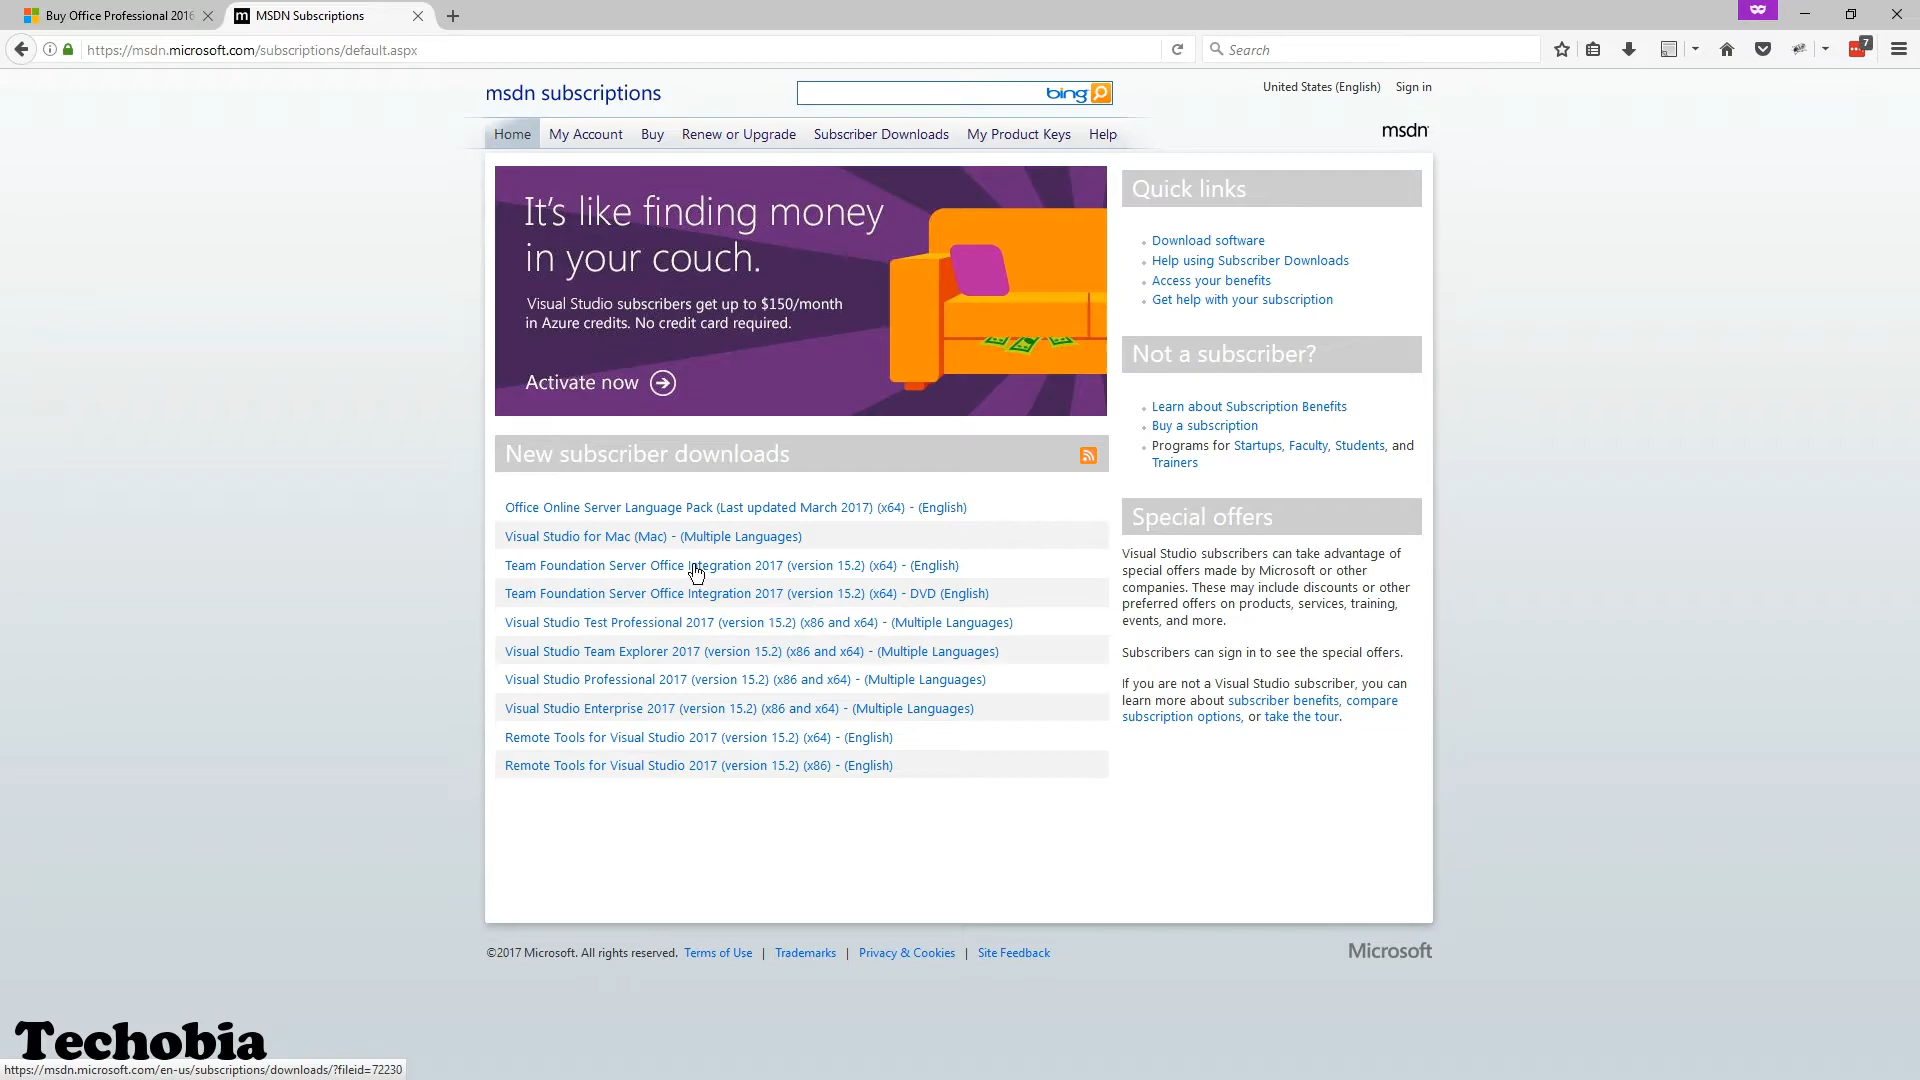 Buy Office Professional 2016
MSDN Subscriptions
https://msdn.microsoft.com/subscriptions/default.aspx
Search
7
msdn subscriptions
bing
United States (English) Sign in
Home My Account Buy Renew or Upgrade Subscriber Downloads My Product Keys Help
msdn
It's like finding money
in your couch.
Visual Studio subscribers get up to $150/month
in Azure credits. No credit card required.
Activate now
New subscriber downloads
Office Online Server Language Pack (Last updated March 2017) (x64) - (English)
Visual Studio for Mac (Mac) - (Multiple Languages)
Team Foundation Server Office Integration 2017 (version 15.2) (x64) - (English)
Team Foundation Server Office Integration 2017 (version 15.2) (x64) - DVD (English)
Visual Studio Test Professional 2017 (version 15.2) (x86 and x64) - (Multiple Languages)
Visual Studio Team Explorer 2017 (version 15.2) (x86 and x64) - (Multiple Languages)
Visual Studio Professional 2017 (version 15.2) (x86 and x64) - (Multiple Languages)
Visual Studio Enterprise 2017 (version 15.2) (x86 and x64) - (Multiple Languages)
Remote Tools for Visual Studio 2017 (version 15.2) (x64) - (English)
Remote Tools for Visual Studio 2017 (version 15.2) (x86) - (English)
Quick links
Download software
Help using Subscriber Downloads
Access your benefits
Get help with your subscription
Not a subscriber?
Learn about Subscription Benefits
Buy a subscription
Programs for Startups, Faculty, Students, and
Trainers
Special offers
Visual Studio subscribers can take advantage of
special offers made by Microsoft or other
companies. These may include discounts or other
preferred offers on products, services, training,
events, and more.
Subscribers can sign in to see the special offers.
If you are not a Visual Studio subscriber, you can
learn more about subscriber benefits, compare
subscription options, or take the tour.
©2017 Microsoft. All rights reserved. Terms of Use | Trademarks | Privacy & Cookies | Site Feedback
Microsoft
Techobia
https://msdn.microsoft.com/en-us/subscriptions/downloads/?fileid=72230